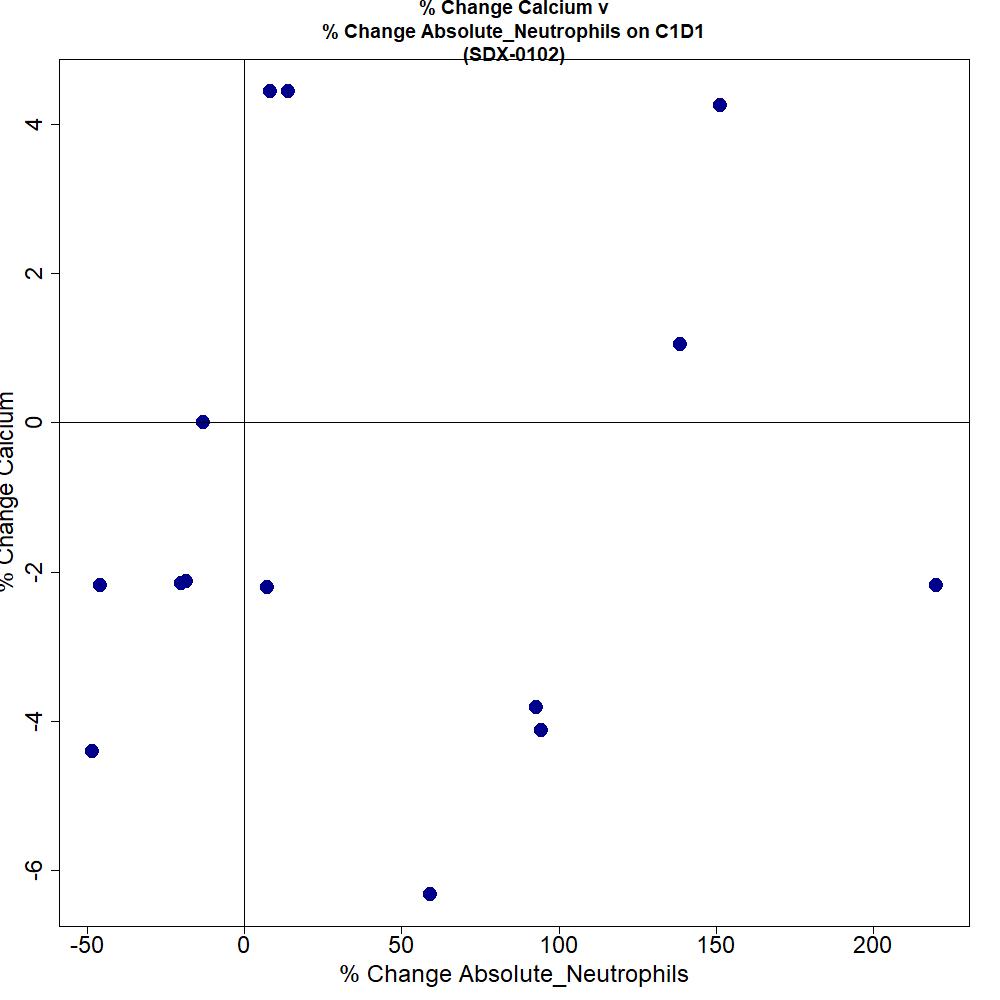 % Change Calcium v
% Change Absolute_Neutrophils on C1D1
(SDX-0102)
4
2
0
-2
-4
-6
% Change Calcium
-50 0 50 100 150 200
% Change Absolute_Neutrophils